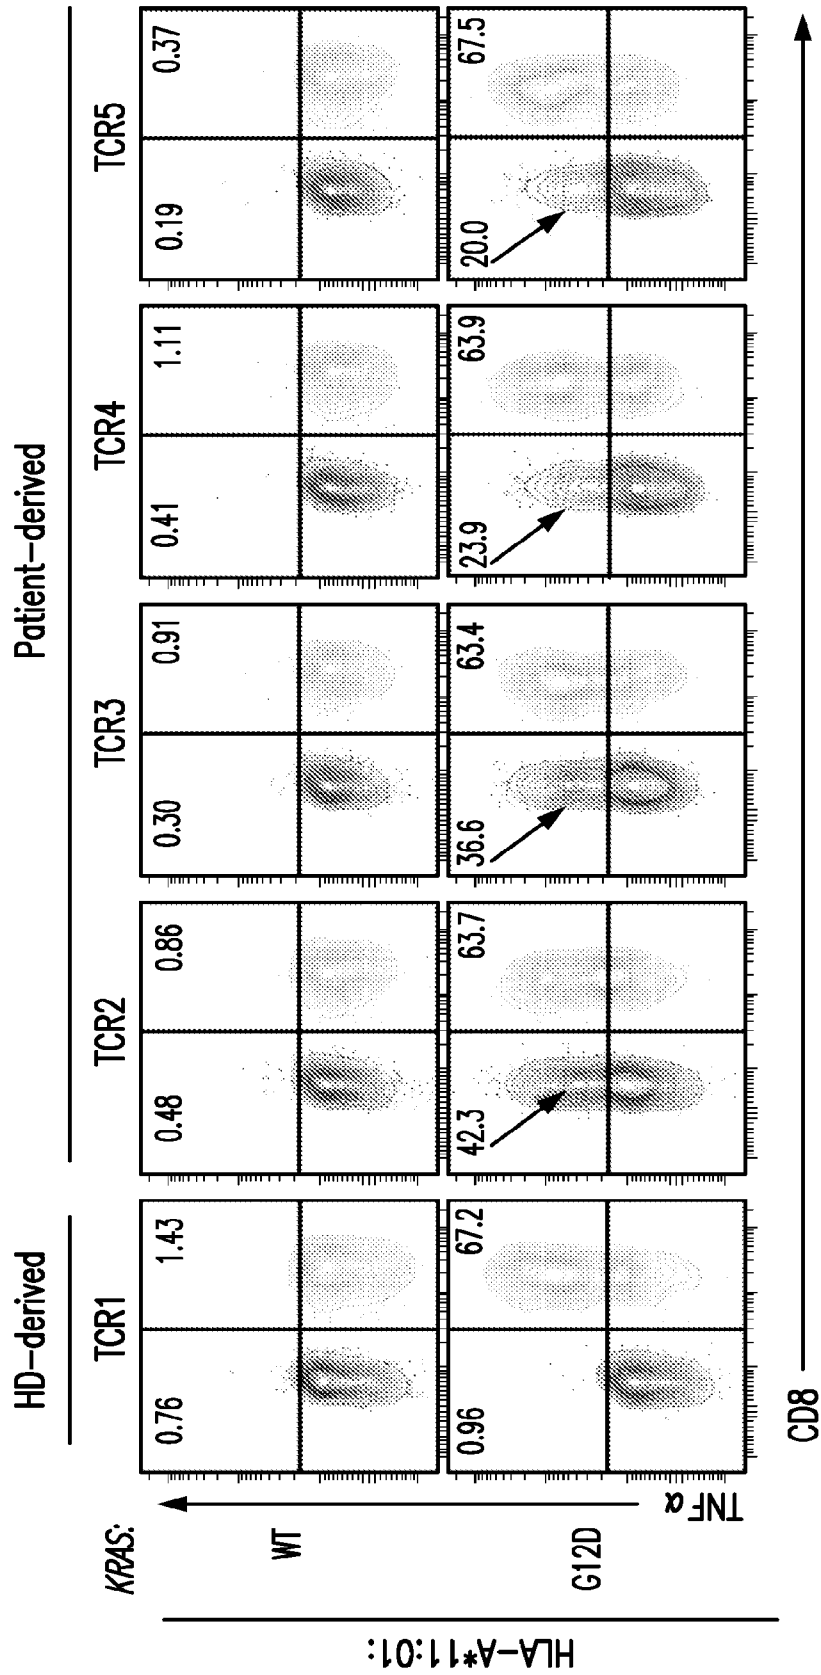 HD-derived
Patient-derived
TCR1
TCR2
TCR3
TCR4
TCR5
HLA-A*11:01:
KRAS:
WT
0.76
1.43
0.48
0.86
0.30
0.91
0.41
1.11
0.19
0.37
G12D
0.96
67.2
42.3
63.7
36.6
63.4
23.9
63.9
20.0
67.5
TNFα
CD8